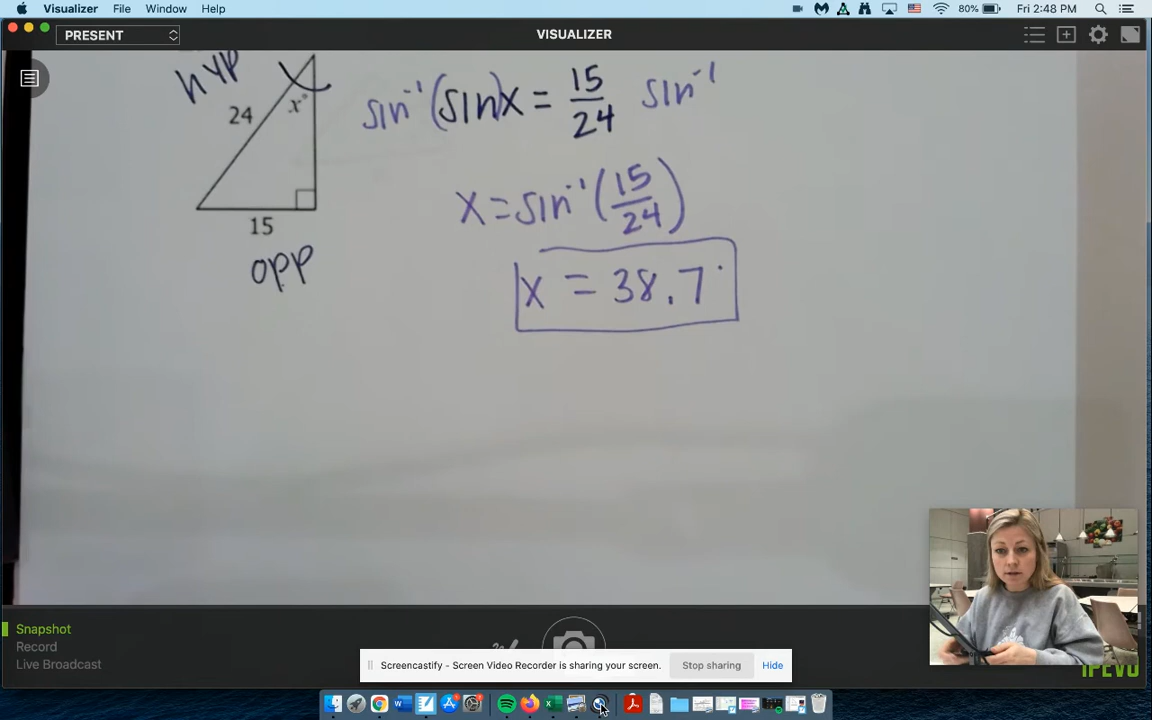 Visualizer File Window Help 80% Fri 2:48 PM
PRESENT VISUALIZER
hyp
24
x°
15
opp
sin⁻¹(sin)x = 15/24 sin⁻¹
x = sin⁻¹(15/24)
x = 38.7°
Snapshot
Record
Live Broadcast
Screencastify - Screen Video Recorder is sharing your screen. Stop sharing Hide
IPEVO